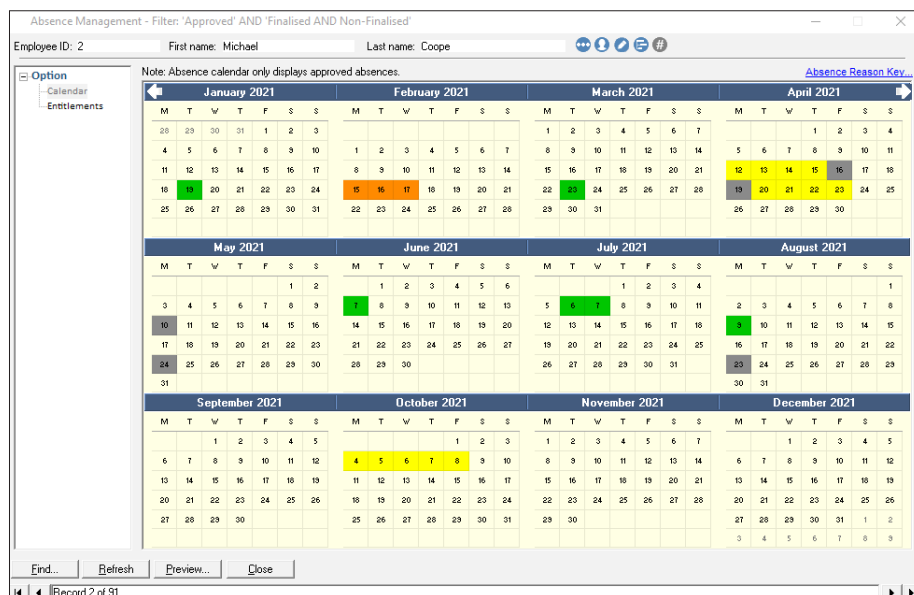 Absence Management - Filter: 'Approved' AND 'Finalised AND Non-Finalised'
Employee ID: 2 First name: Michael Last name: Coope
Option
Calendar
Entitlements
Note: Absence calendar only displays approved absences. Absence Reason Key...
January 2021 February 2021 March 2021 April 2021
M T W T F S S M T W T F S S M T W T F S S M T W T F S S
28 29 30 31 1 2 3 1 2 3 4 5 6 7 1 2 3 4
4 5 6 7 8 9 10 1 2 3 4 5 6 7 8 9 10 11 12 13 14 5 6 7 8 9 10 11
11 12 13 14 15 16 17 8 9 10 11 12 13 14 15 16 17 18 19 20 21 12 13 14 15 16 17 18
18 19 20 21 22 23 24 15 16 17 18 19 20 21 22 23 24 25 26 27 28 19 20 21 22 23 24 25
25 26 27 28 29 30 31 22 23 24 25 26 27 28 29 30 31 26 27 28 29 30
May 2021 June 2021 July 2021 August 2021
M T W T F S S M T W T F S S M T W T F S S M T W T F S S
1 2 1 2 3 4 5 6 1 2 3 4 1
3 4 5 6 7 8 9 7 8 9 10 11 12 13 5 6 7 8 9 10 11 2 3 4 5 6 7 8
10 11 12 13 14 15 16 14 15 16 17 18 19 20 12 13 14 15 16 17 18 9 10 11 12 13 14 15
17 18 19 20 21 22 23 21 22 23 24 25 26 27 19 20 21 22 23 24 25 16 17 18 19 20 21 22
24 25 26 27 28 29 30 28 29 30 26 27 28 29 30 31 23 24 25 26 27 28 29
31 30 31
September 2021 October 2021 November 2021 December 2021
M T W T F S S M T W T F S S M T W T F S S M T W T F S S
1 2 3 4 5 1 2 3 1 2 3 4 5 6 7 1 2 3 4 5
6 7 8 9 10 11 12 4 5 6 7 8 9 10 8 9 10 11 12 13 14 6 7 8 9 10 11 12
13 14 15 16 17 18 19 11 12 13 14 15 16 17 15 16 17 18 19 20 21 13 14 15 16 17 18 19
20 21 22 23 24 25 26 18 19 20 21 22 23 24 22 23 24 25 26 27 28 20 21 22 23 24 25 26
27 28 29 30 25 26 27 28 29 30 31 29 30 27 28 29 30 31 1 2
3 4 5 6 7 8 9
Find... Refresh Preview... Close
Record 2 of 91